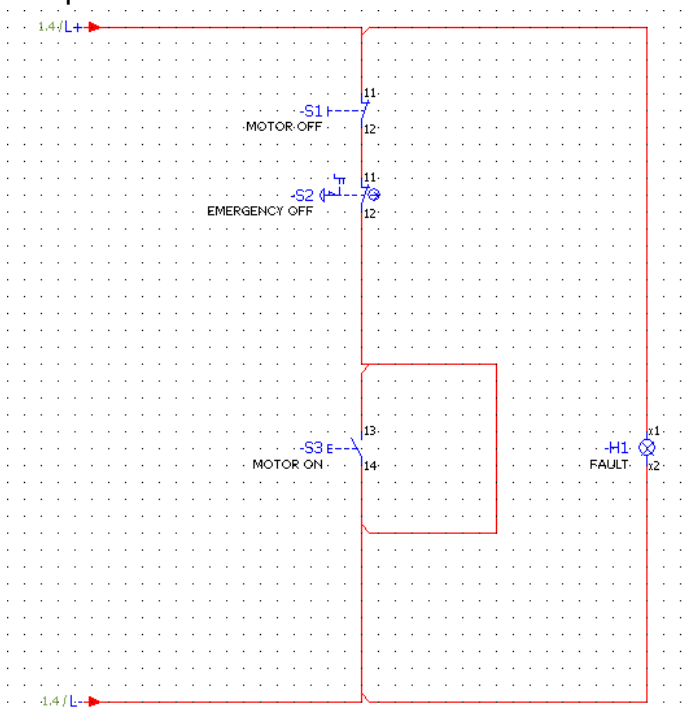 1.4/L+
11
-S1
MOTOR OFF
12
11
-S2
EMERGENCY OFF
12
13
-S3
MOTOR ON
14
x1
-H1
FAULT
x2
1.4/L-